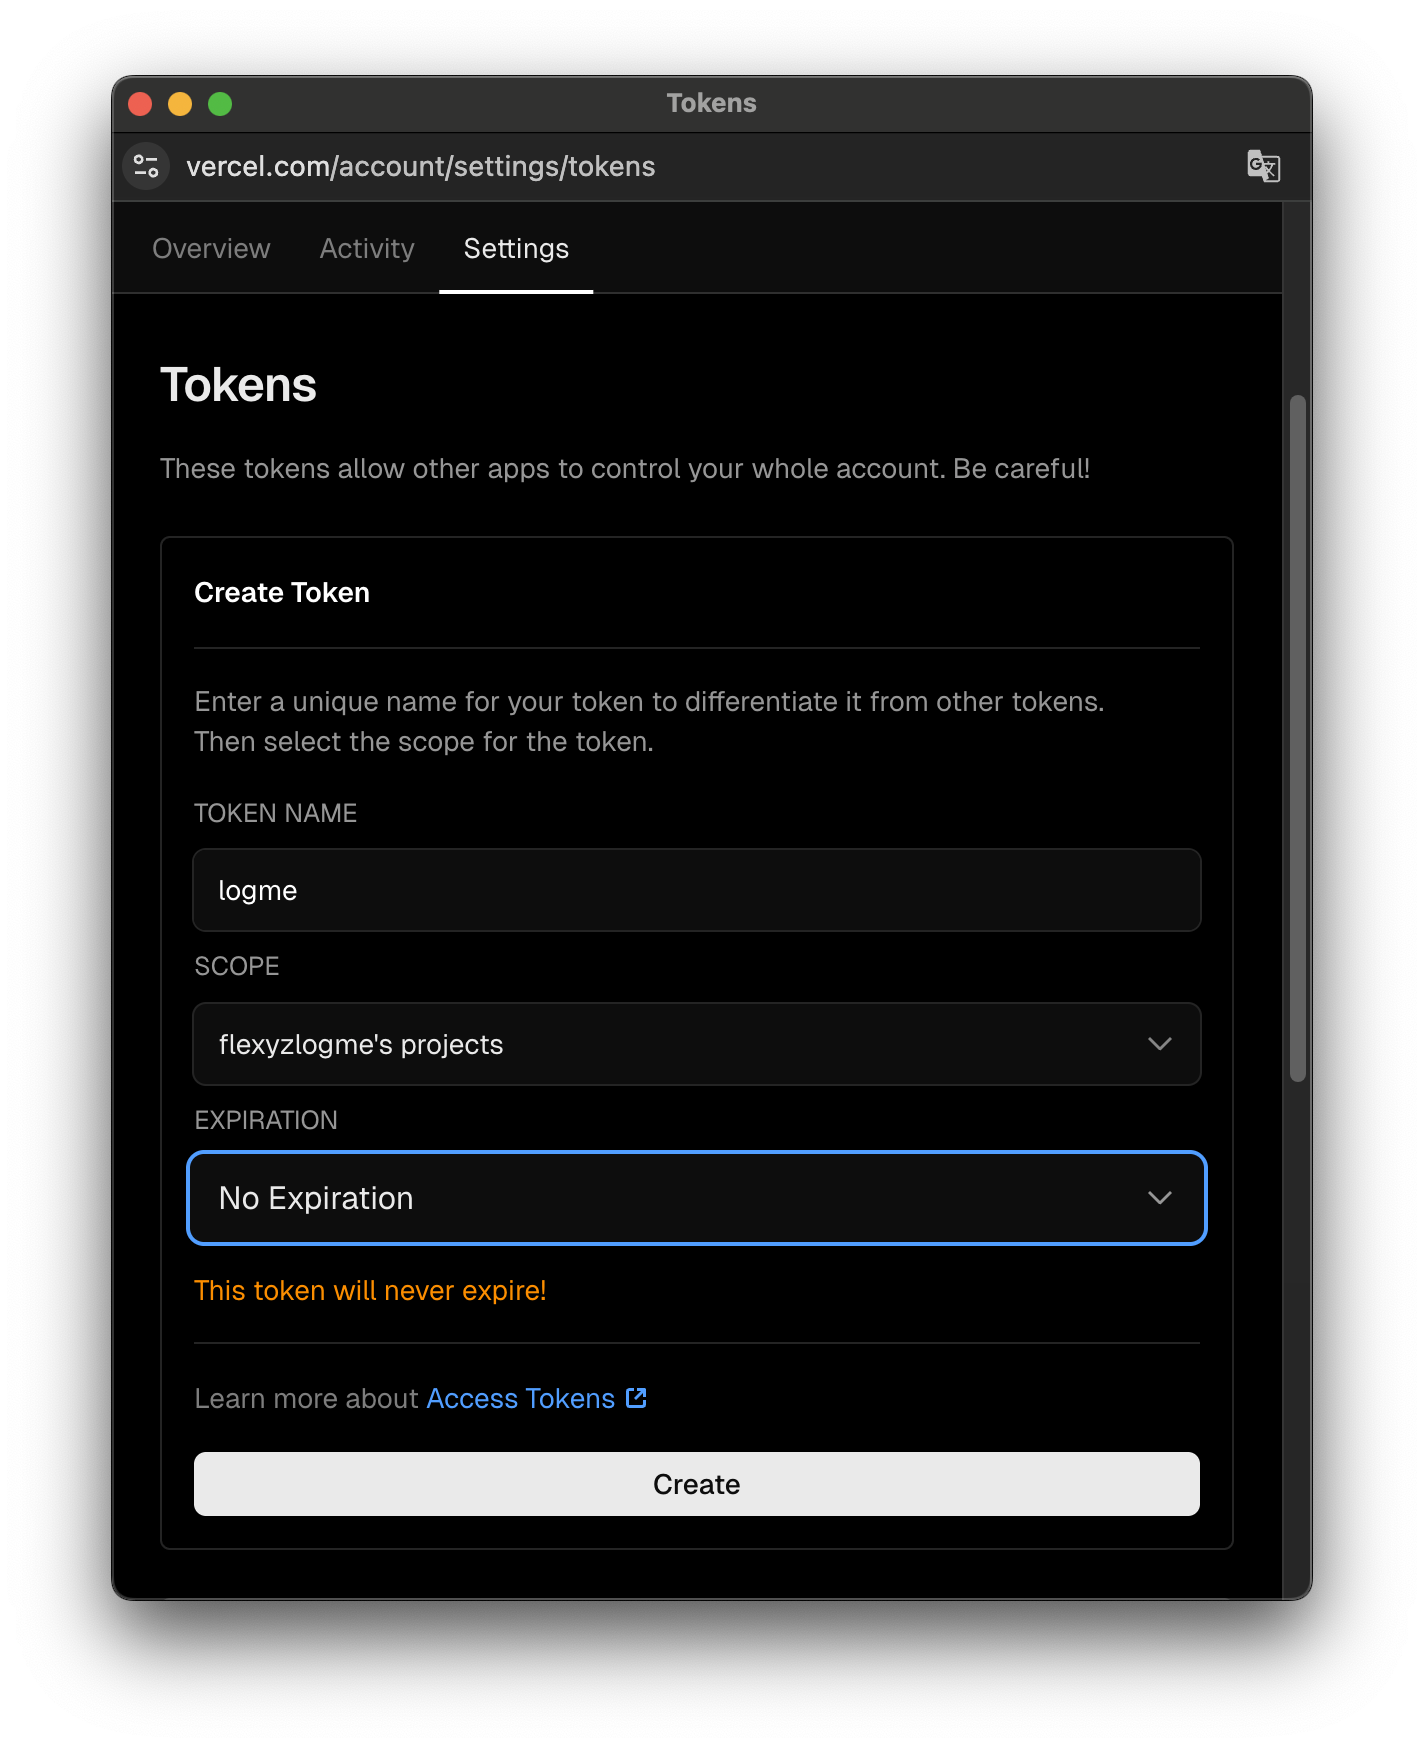 Tokens
vercel.com/account/settings/tokens
Overview Activity Settings
Tokens
These tokens allow other apps to control your whole account. Be careful!
Create Token
Enter a unique name for your token to differentiate it from other tokens.
Then select the scope for the token.
TOKEN NAME
logme
SCOPE
flexyzlogme's projects
EXPIRATION
No Expiration
This token will never expire!
Learn more about Access Tokens
Create